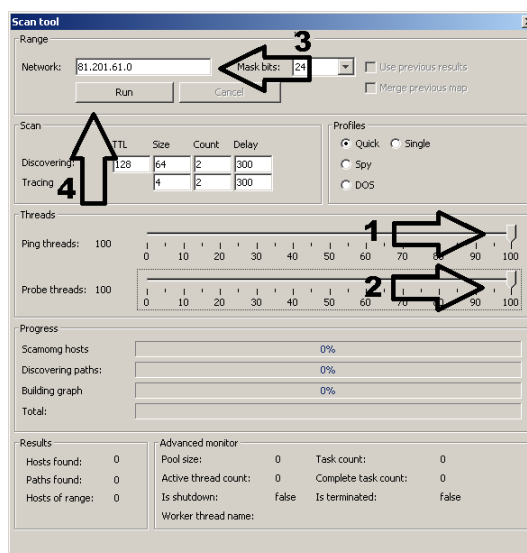 Scan tool
Range
3
Network: 81.201.61.0 Mask bits: 24 Use previous results
Run Cancel Merge previous map
Scan
TTL Size Count Delay
Discovering: 128 64 2 300
Tracing 4 2 300
4
Profiles
Quick Single
Spy
DOS
Threads
1
Ping threads: 100
0 10 20 30 40 50 60 70 80 90 100
2
Probe threads: 100
0 10 20 30 40 50 60 70 80 90 100
Progress
Scamomg hosts 0%
Discovering paths: 0%
Building graph 0%
Total:
Results
Hosts found: 0
Paths found: 0
Hosts of range: 0
Advanced monitor
Pool size: 0 Task count: 0
Active thread count: 0 Complete task count: 0
Is shutdown: false Is terminated: false
Worker thread name: